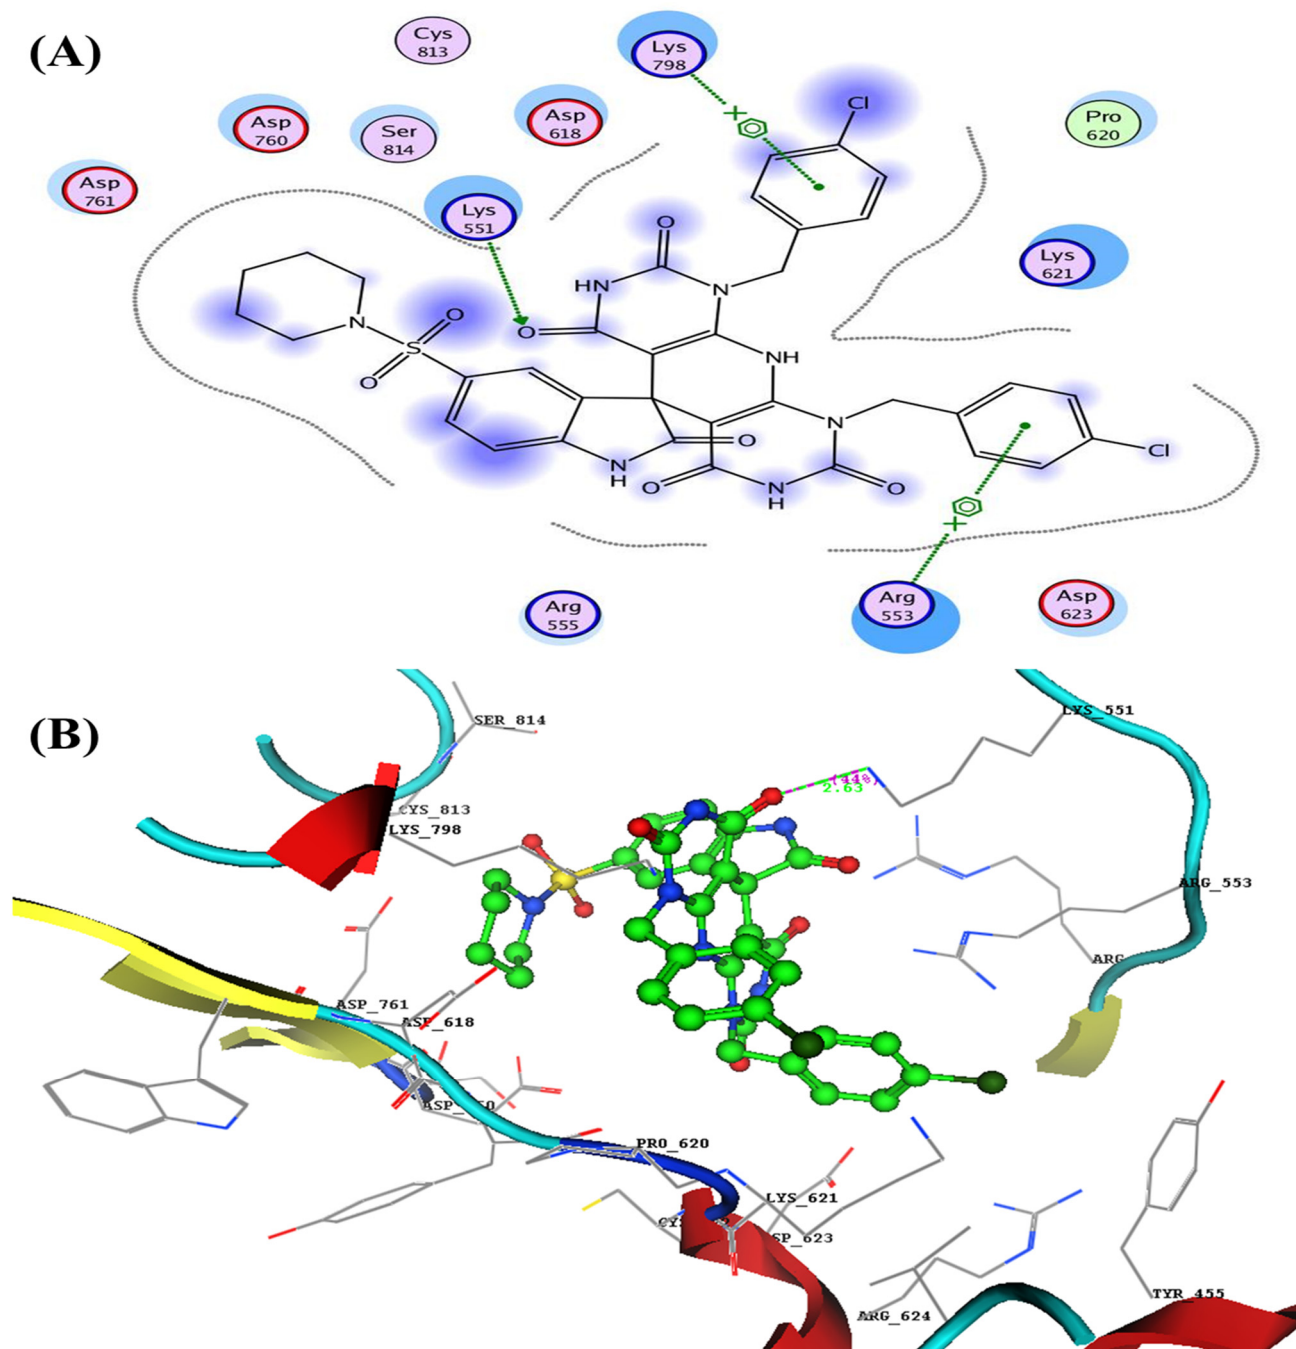 (A)
Cys
813
Lys
798
Cl
Asp
760
Ser
814
Asp
618
Pro
620
Asp
761
Lys
551
O
Lys
621
HN
O
N
N
O
O
S
NH
O
N
O
Cl
N
H
O
O
N
H
O
Arg
555
Arg
553
Asp
623
(B)
SER_814
LYS_551
2.63
CYS_813
LYS_798
ARG_553
ARG
ASP_761
ASP_618
PRO_620
LYS_621
SP_623
ARG_624
TYR_455